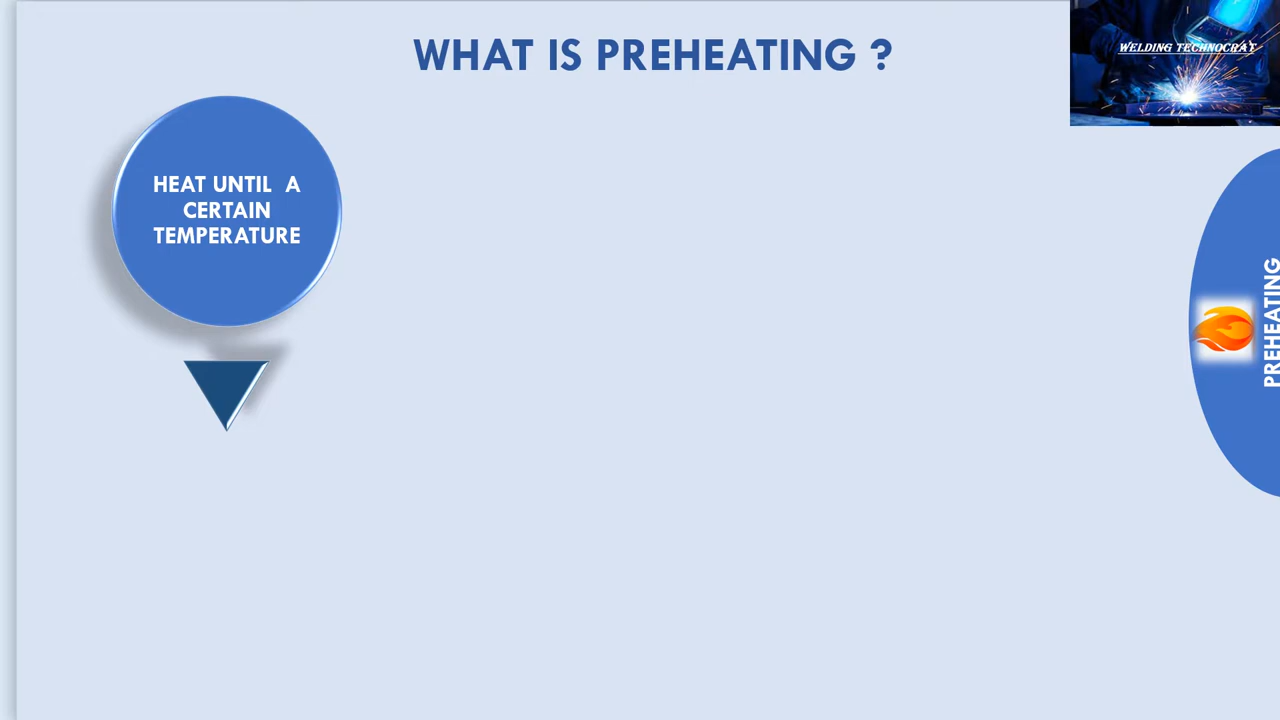 WHAT IS PREHEATING ?
WELDING TECHNOCRAT
HEAT UNTIL A
CERTAIN
TEMPERATURE
PREHEATING